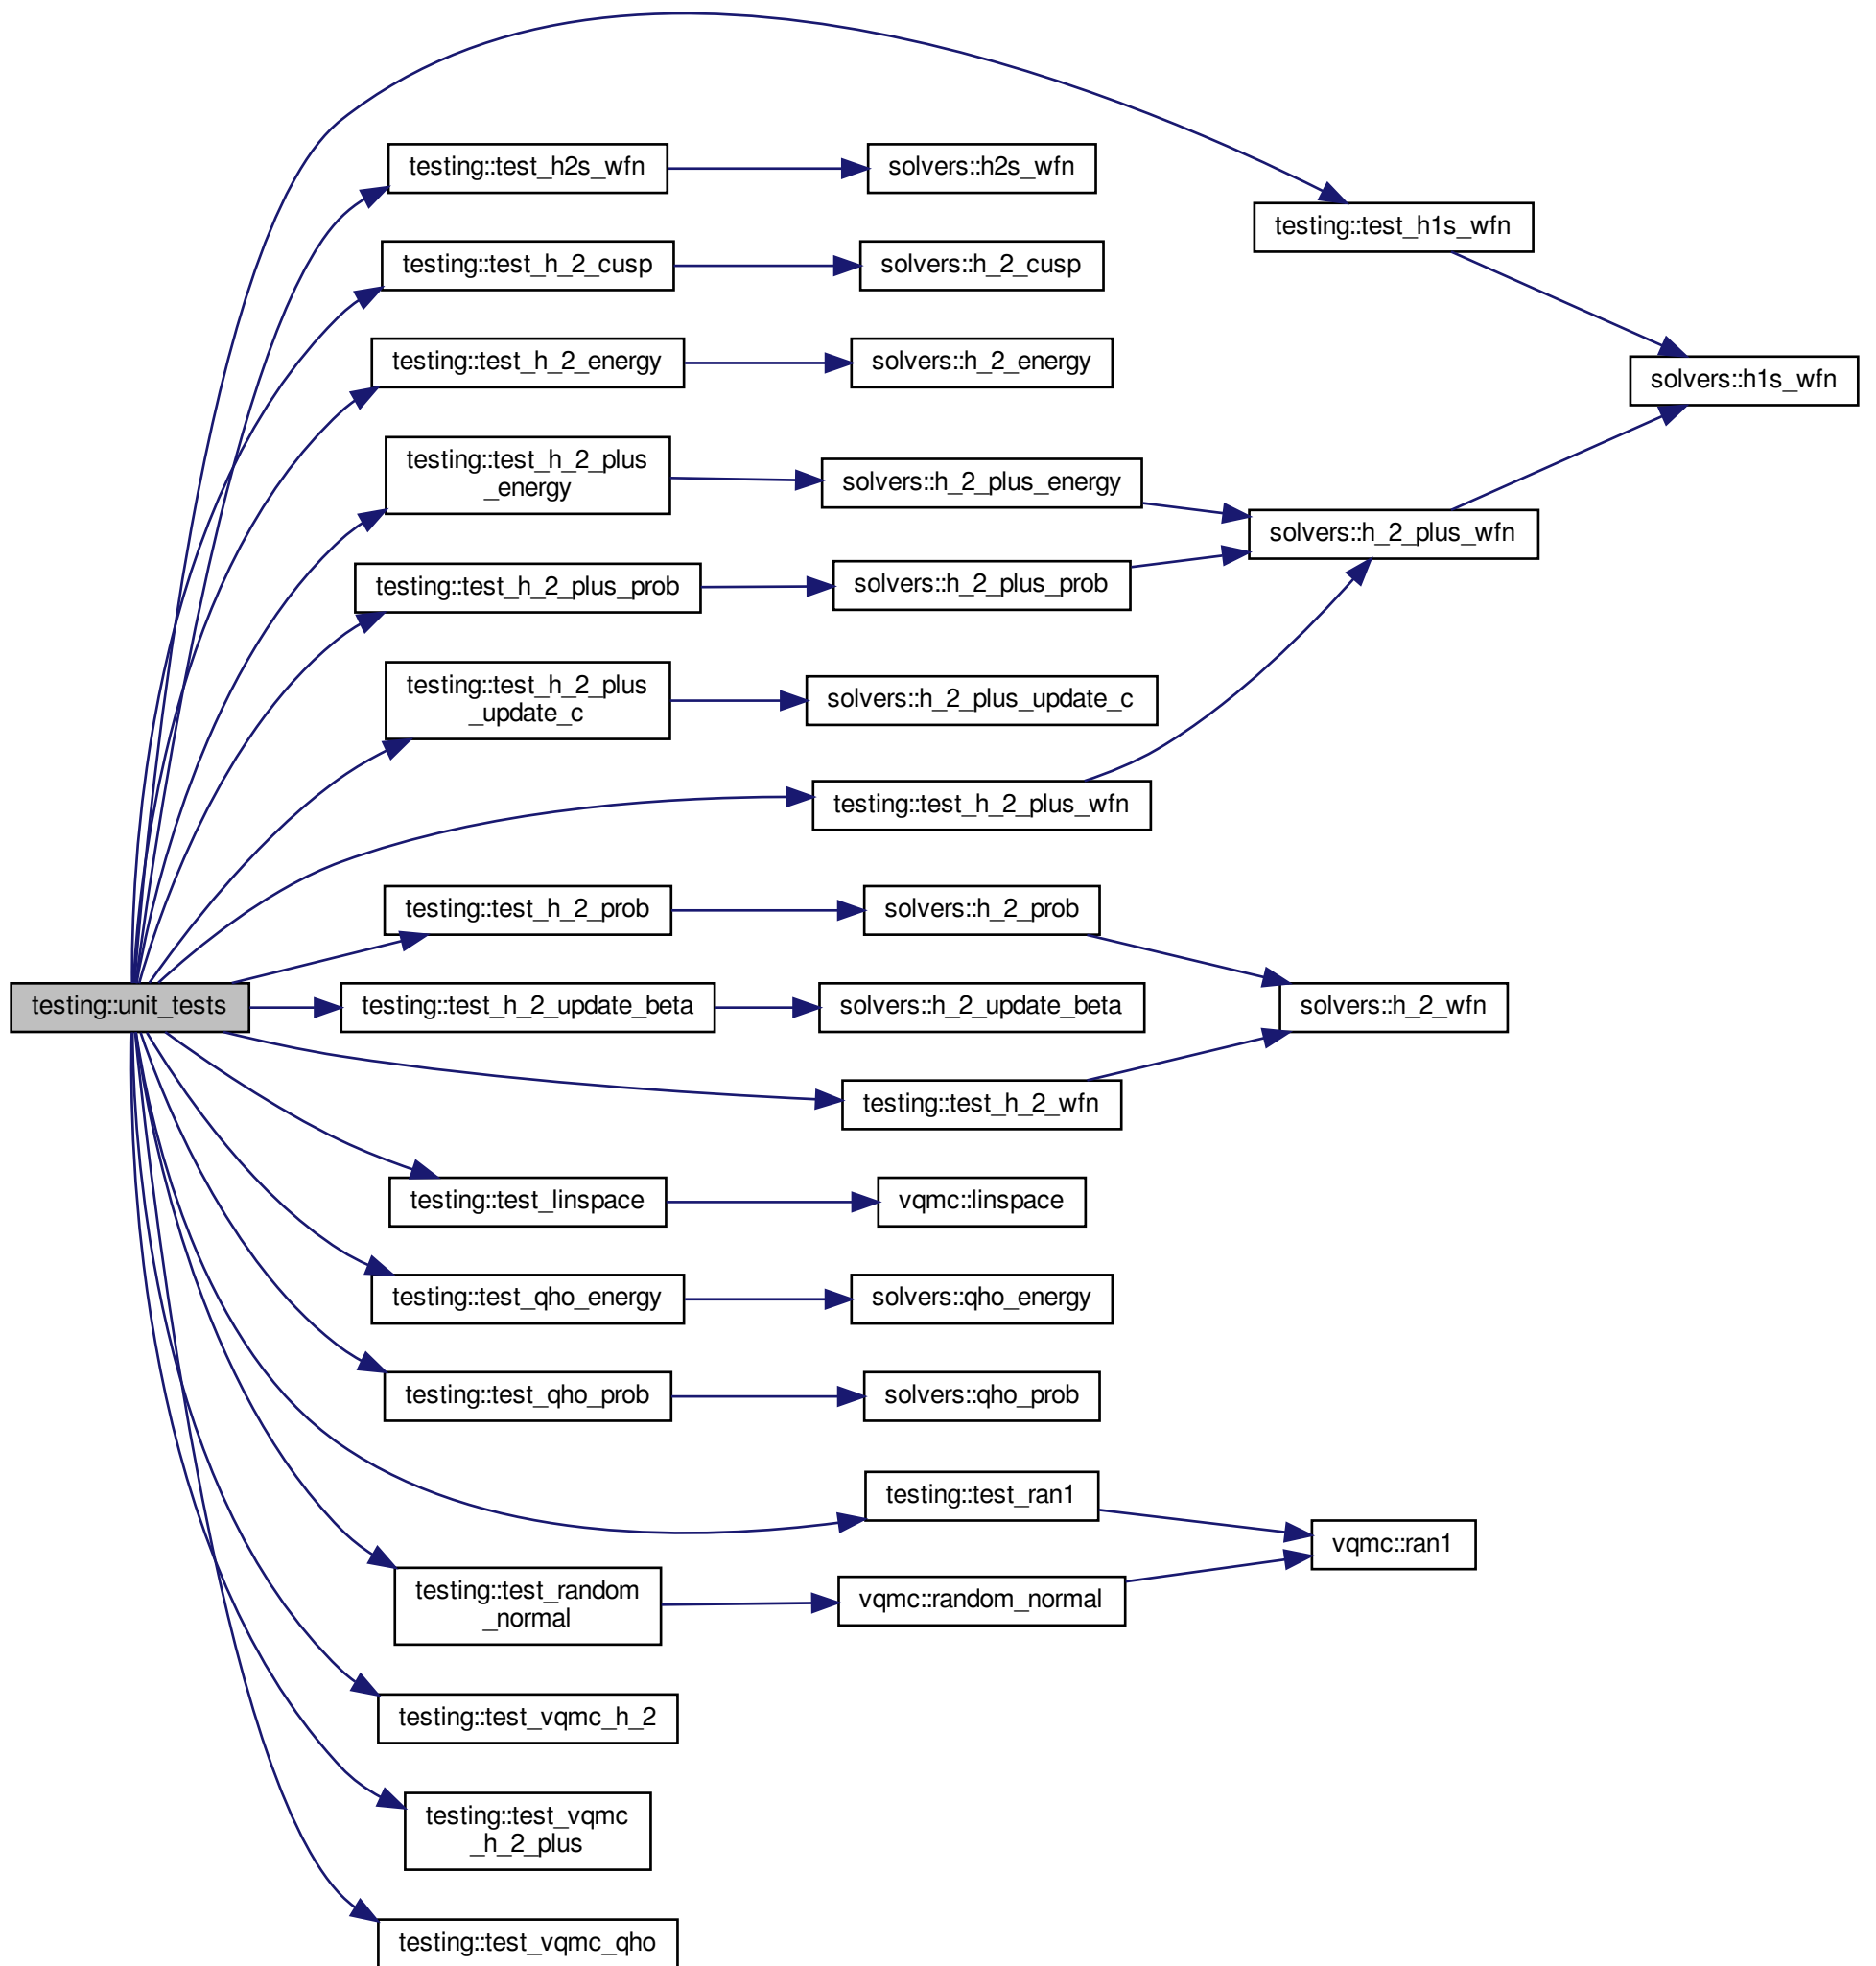 testing::test_h2s_wfn
solvers::h2s_wfn
testing::test_h1s_wfn
testing::test_h_2_cusp
solvers::h_2_cusp
testing::test_h_2_energy
solvers::h_2_energy
solvers::h1s_wfn
testing::test_h_2_plus
_energy
solvers::h_2_plus_energy
solvers::h_2_plus_wfn
testing::test_h_2_plus_prob
solvers::h_2_plus_prob
testing::test_h_2_plus
_update_c
solvers::h_2_plus_update_c
testing::test_h_2_plus_wfn
testing::test_h_2_prob
solvers::h_2_prob
testing::unit_tests
testing::test_h_2_update_beta
solvers::h_2_update_beta
solvers::h_2_wfn
testing::test_h_2_wfn
testing::test_linspace
vqmc::linspace
testing::test_qho_energy
solvers::qho_energy
testing::test_qho_prob
solvers::qho_prob
testing::test_ran1
vqmc::ran1
testing::test_random
_normal
vqmc::random_normal
testing::test_vqmc_h_2
testing::test_vqmc
_h_2_plus
testing::test_vqmc_qho